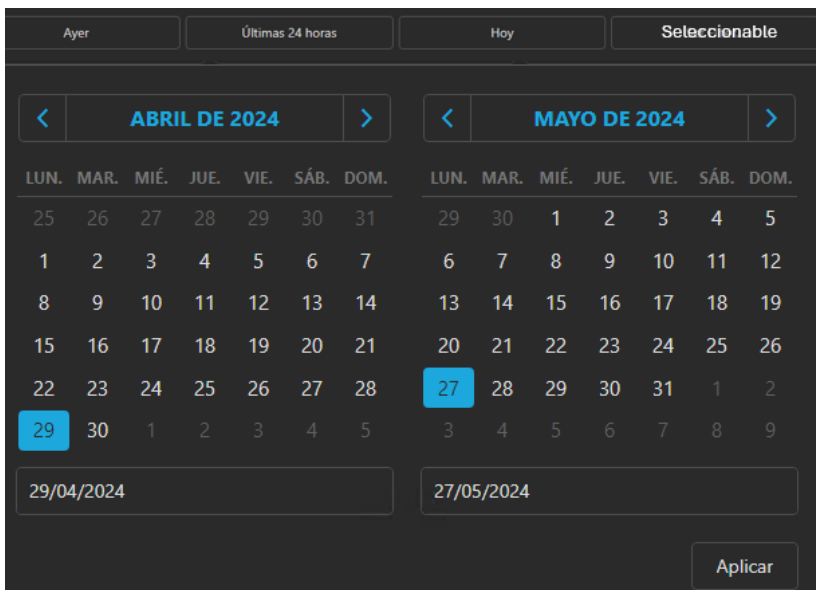 Ayer Últimas 24 horas Hoy Seleccionable
ABRIL DE 2024 MAYO DE 2024
LUN. MAR. MIÉ. JUE. VIE. SÁB. DOM. LUN. MAR. MIÉ. JUE. VIE. SÁB. DOM.
25 26 27 28 29 30 31 29 30 1 2 3 4 5
1 2 3 4 5 6 7 6 7 8 9 10 11 12
8 9 10 11 12 13 14 13 14 15 16 17 18 19
15 16 17 18 19 20 21 20 21 22 23 24 25 26
22 23 24 25 26 27 28 27 28 29 30 31 1 2
29 30 1 2 3 4 5 3 4 5 6 7 8 9
29/04/2024 27/05/2024
Aplicar